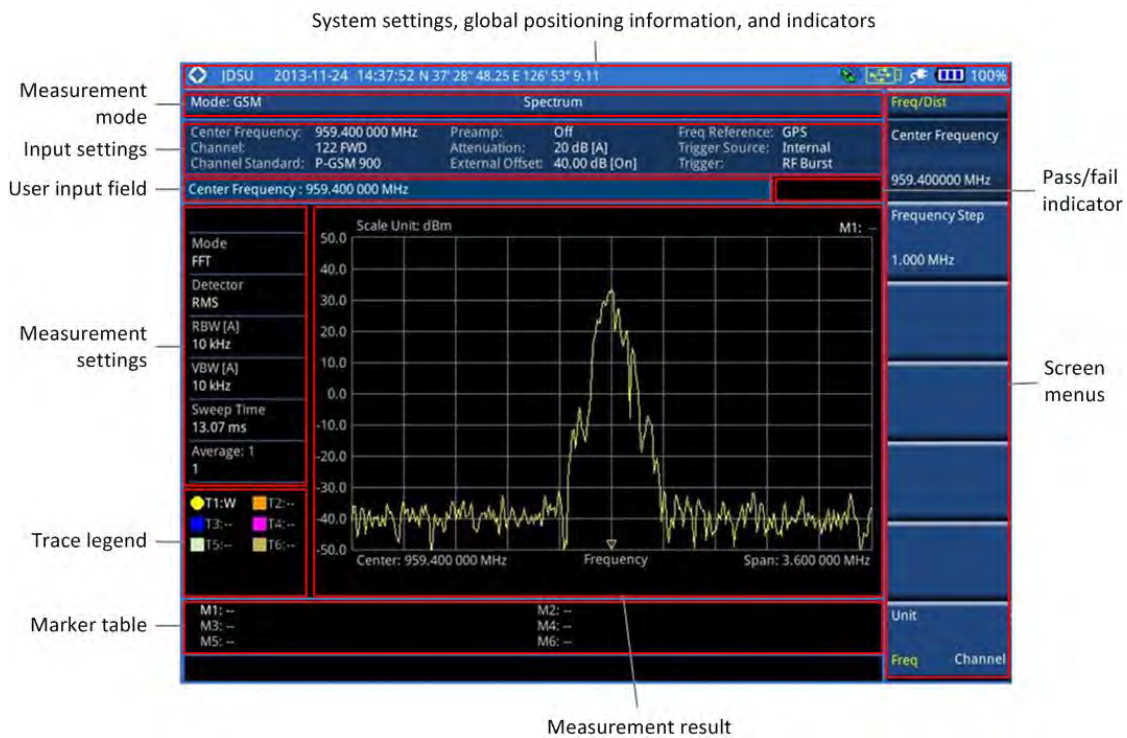 System settings, global positioning information, and indicators
JDSU 2013-11-24 14:37:52 N 37' 28" 48.25 E 126' 53" 9.11 100%
Measurement mode
Mode: GSM Spectrum
Freq/Dist
Input settings
Center Frequency: 959.400 000 MHz Preamp: Off Freq Reference: GPS
Channel: 122 FWD Attenuation: 20 dB [A] Trigger Source: Internal
Channel Standard: P-GSM 900 External Offset: 40.00 dB [On] Trigger: RF Burst
Center Frequency
959.400000 MHz
User input field
Center Frequency : 959.400 000 MHz
Pass/fail indicator
Frequency Step
1.000 MHz
Scale Unit: dBm M1: --
Measurement settings
Mode
FFT
Detector
RMS
RBW [A]
10 kHz
VBW [A]
10 kHz
Sweep Time
13.07 ms
Average: 1
1
50.0
40.0
30.0
20.0
10.0
0.0
-10.0
-20.0
-30.0
-40.0
-50.0
Center: 959.400 000 MHz Frequency Span: 3.600 000 MHz
Screen menus
Trace legend
T1:W T2:--
T3:-- T4:--
T5:-- T6:--
Marker table
M1: -- M2: --
M3: -- M4: --
M5: -- M6: --
Unit
Freq Channel
Measurement result